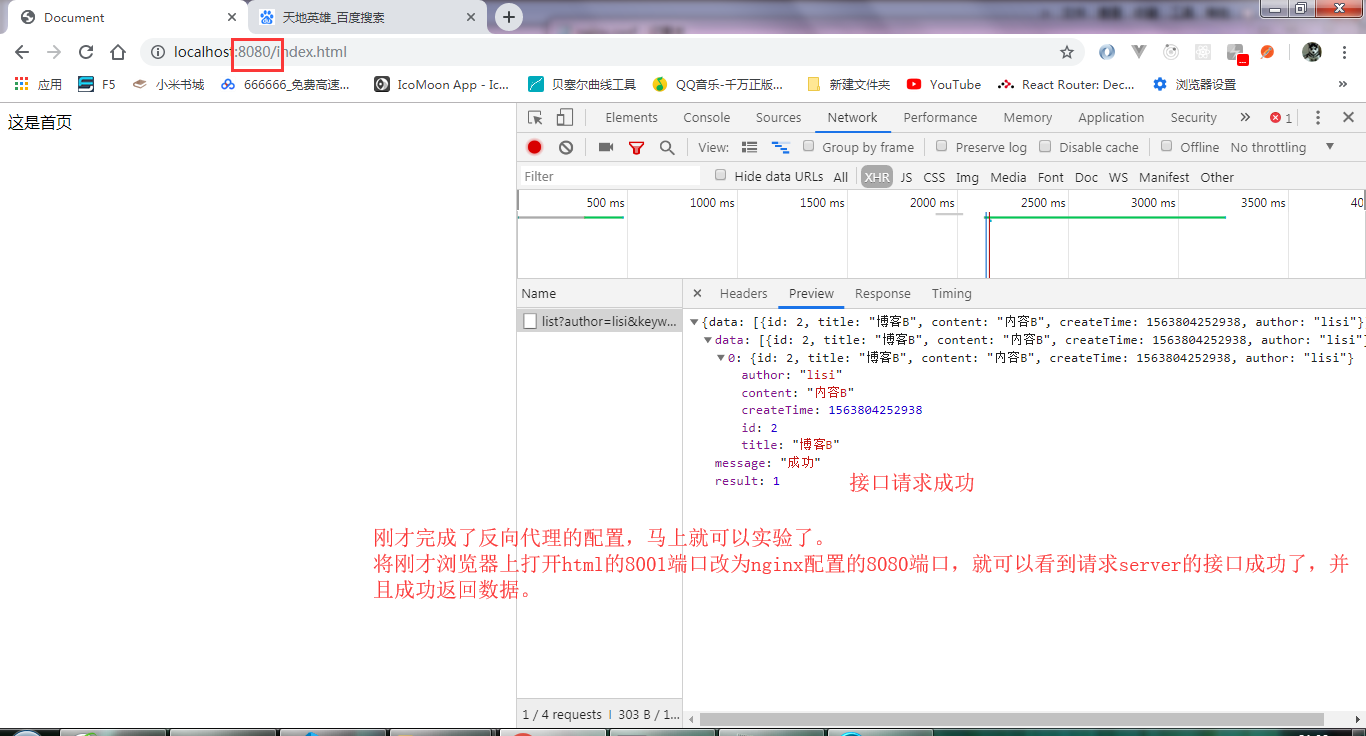 Document
天地英雄_百度搜索
localhost:8080/index.html
应用
F5
小米书城
666666_免费高速...
IcoMoon App - Ic...
贝塞尔曲线工具
QQ音乐-千万正版...
新建文件夹
YouTube
React Router: Dec...
浏览器设置
»
这是首页
Elements Console Sources Network Performance Memory Application Security » 1
View: Group by frame Preserve log Disable cache Offline No throttling
Filter Hide data URLs All XHR JS CSS Img Media Font Doc WS Manifest Other
500 ms 1000 ms 1500 ms 2000 ms 2500 ms 3000 ms 3500 ms 40
Name
Headers Preview Response Timing
list?author=lisi&keyw...
{data: [{id: 2, title: "博客B", content: "内容B", createTime: 1563804252938, author: "lisi"}
data: [{id: 2, title: "博客B", content: "内容B", createTime: 1563804252938, author: "lisi"]
0: {id: 2, title: "博客B", content: "内容B", createTime: 1563804252938, author: "lisi"}
author: "lisi"
content: "内容B"
createTime: 1563804252938
id: 2
title: "博客B"
message: "成功"
result: 1
接口请求成功
刚才完成了反向代理的配置，马上就可以实验了。
将刚才浏览器上打开html的8001端口改为nginx配置的8080端口，就可以看到请求server的接口成功了，并
且成功返回数据。
1 / 4 requests 303 B / 1...